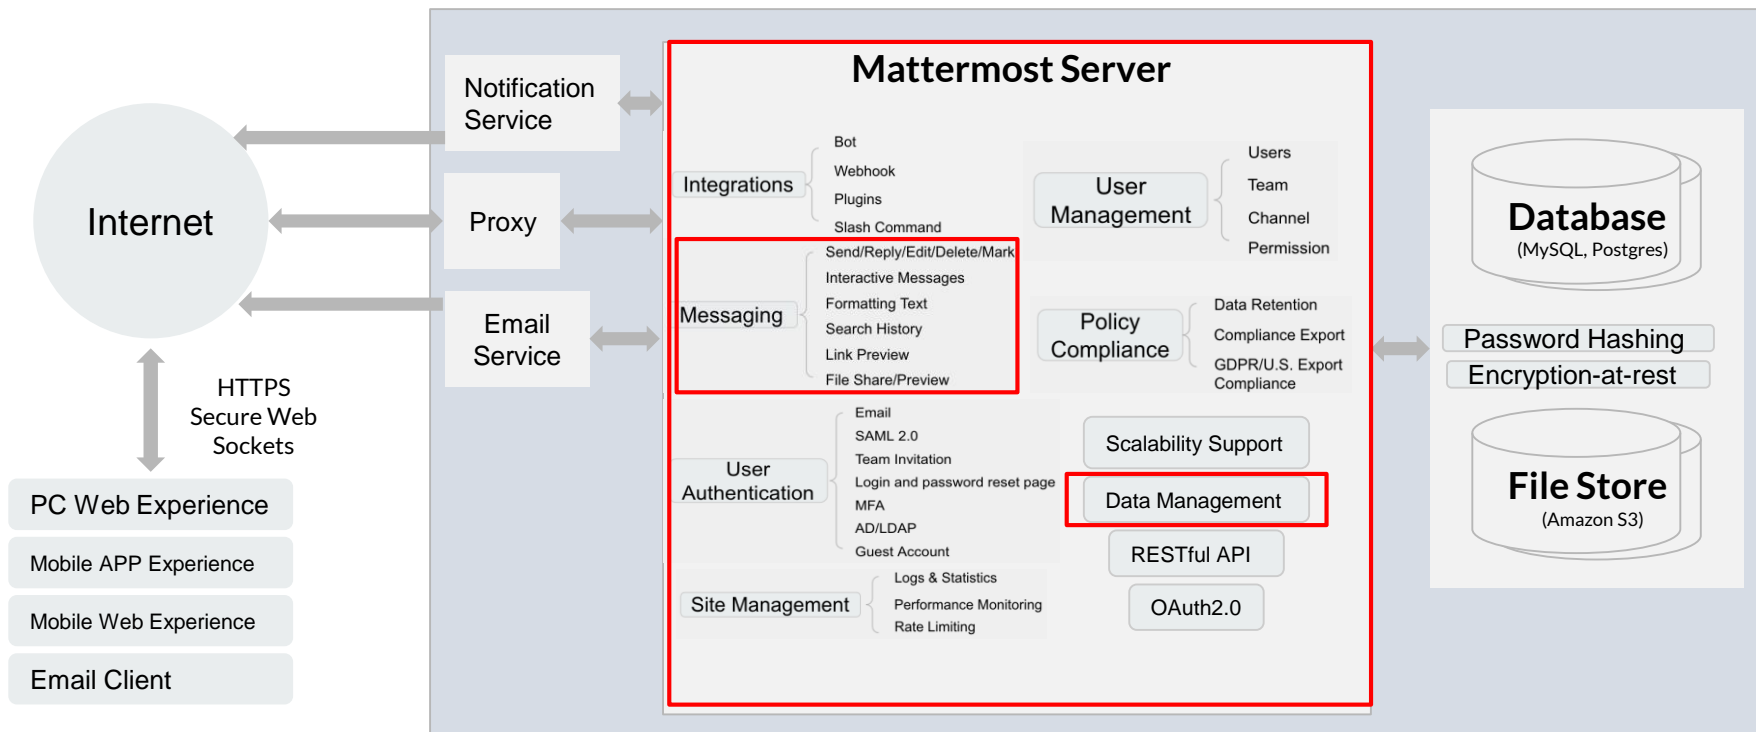 Mattermost Server
Notification
Service
Proxy
Email
Service
Internet
HTTPS
Secure Web
Sockets
PC Web Experience
Mobile APP Experience
Mobile Web Experience
Email Client
Integrations
Bot
Webhook
Plugins
Slash Command
Messaging
Send/Reply/Edit/Delete/Mark
Interactive Messages
Formatting Text
Search History
Link Preview
File Share/Preview
User
Authentication
Email
SAML 2.0
Team Invitation
Login and password reset page
MFA
AD/LDAP
Guest Account
Site Management
Logs & Statistics
Performance Monitoring
Rate Limiting
User
Management
Users
Team
Channel
Permission
Policy
Compliance
Data Retention
Compliance Export
GDPR/U.S. Export
Compliance
Scalability Support
Data Management
RESTful API
OAuth2.0
Database
(MySQL, Postgres)
Password Hashing
Encryption-at-rest
File Store
(Amazon S3)